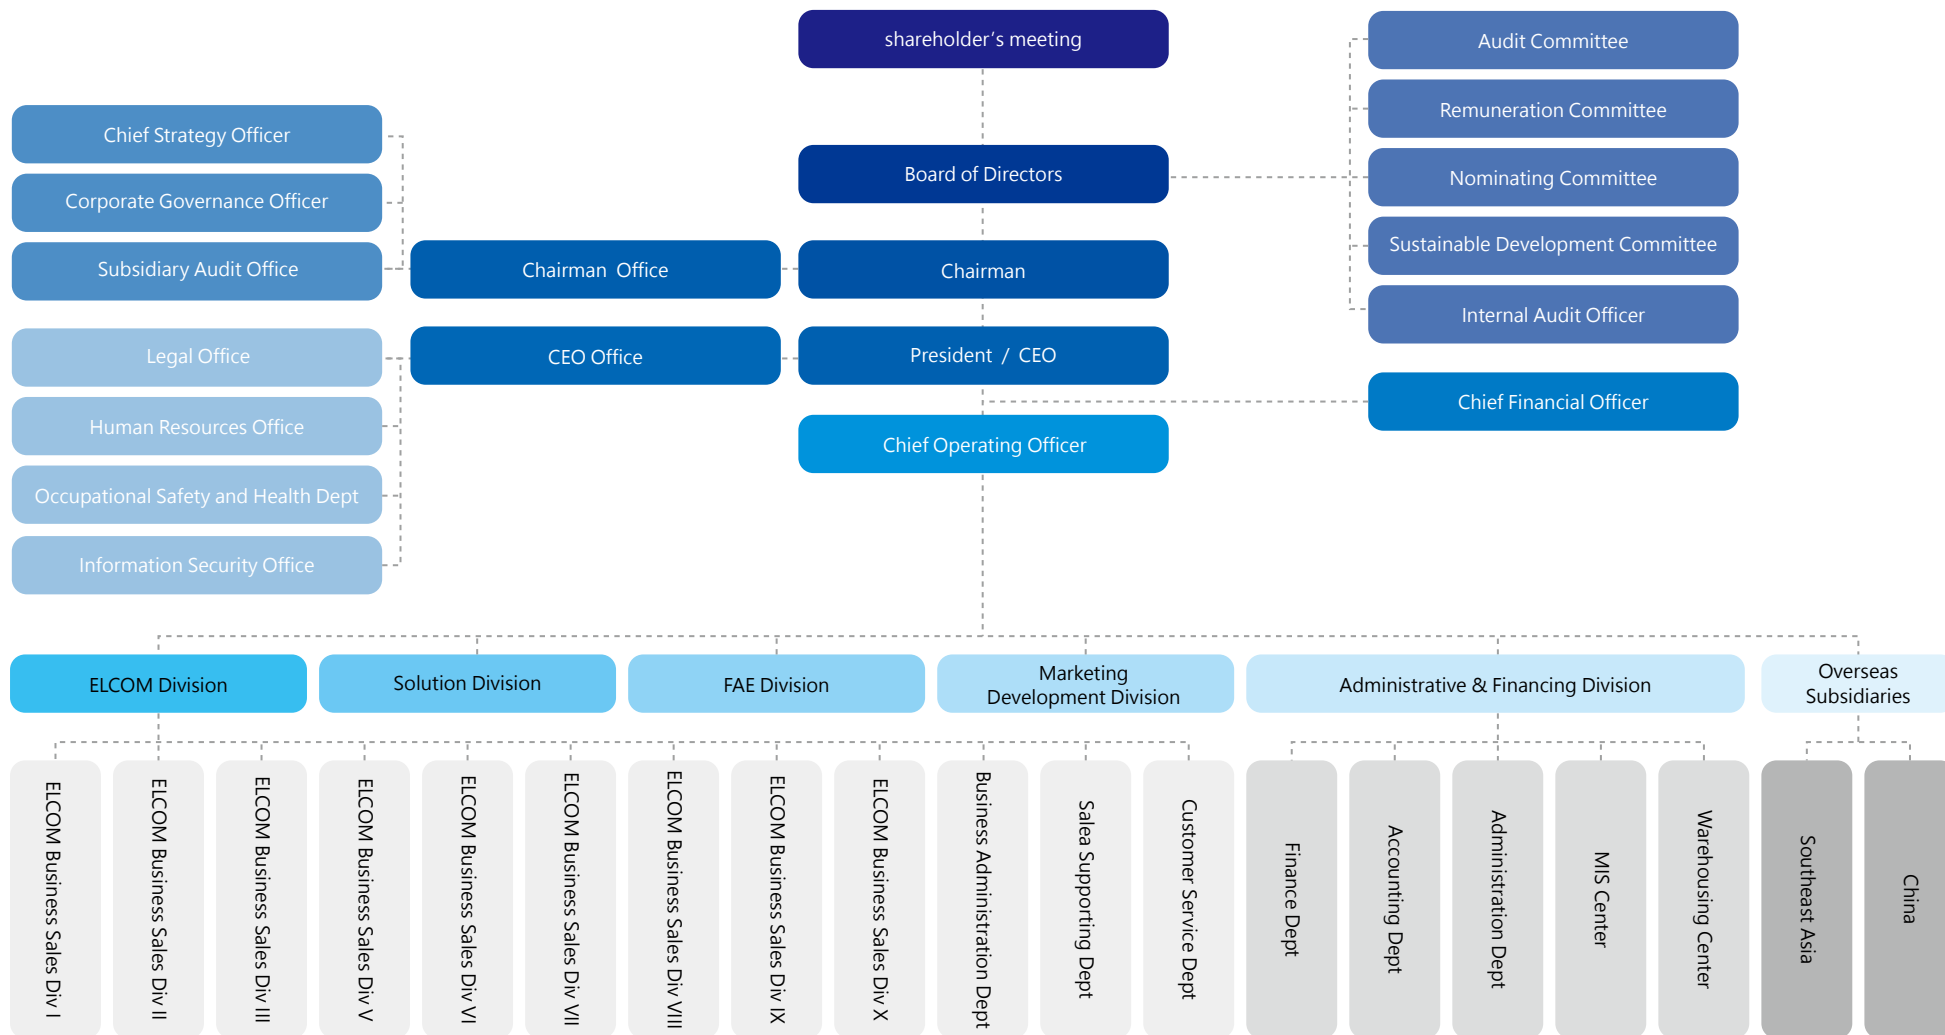 shareholder's meeting
Audit Committee
Remuneration Committee
Chief Strategy Officer
Board of Directors
Nominating Committee
Corporate Governance Officer
Sustainable Development Committee
Subsidiary Audit Office
Chairman Office
Chairman
Internal Audit Officer
Legal Office
CEO Office
President / CEO
Chief Financial Officer
Human Resources Office
Chief Operating Officer
Occupational Safety and Health Dept
Information Security Office
ELCOM Division
Solution Division
FAE Division
Marketing
Development Division
Administrative & Financing Division
Overseas
Subsidiaries
ELCOM Business Sales Div I
ELCOM Business Sales Div II
ELCOM Business Sales Div III
ELCOM Business Sales Div V
ELCOM Business Sales Div VI
ELCOM Business Sales Div VII
ELCOM Business Sales Div VIII
ELCOM Business Sales Div IX
ELCOM Business Sales Div X
Business Administration Dept
Salea Supporting Dept
Customer Service Dept
Finance Dept
Accounting Dept
Administration Dept
MIS Center
Warehousing Center
Southeast Asia
China